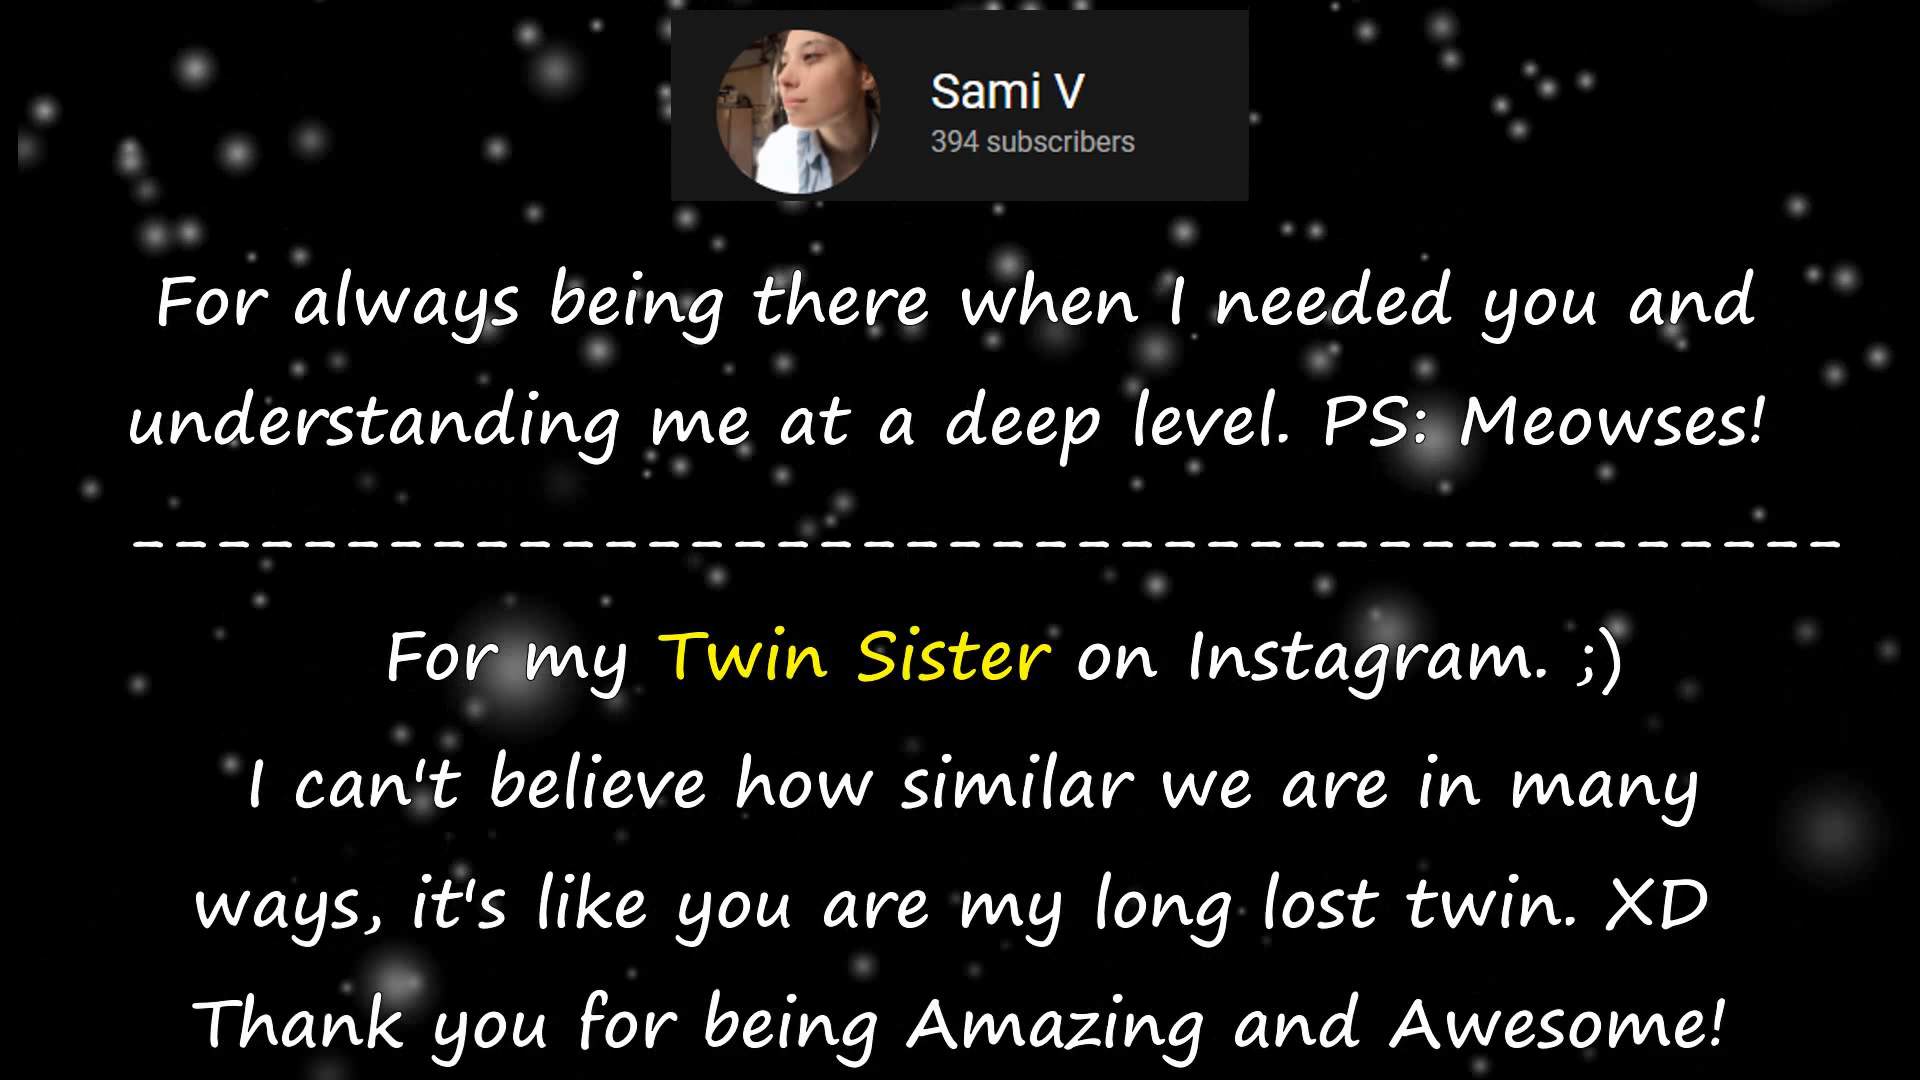 Sami V
394 subscribers
For always being there when I needed you and
understanding me at a deep level. PS: Meowses!
----------------------------------------
For my Twin Sister on Instagram. ;)
I can't believe how similar we are in many
ways, it's like you are my long lost twin. XD
Thank you for being Amazing and Awesome!